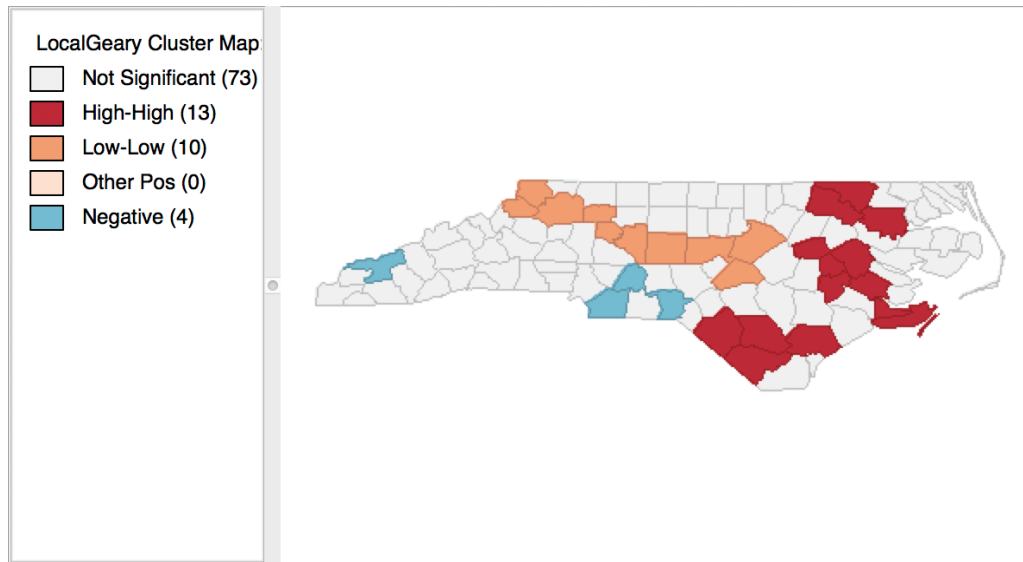 LocalGeary Cluster Map:
Not Significant (73)
High-High (13)
Low-Low (10)
Other Pos (0)
Negative (4)